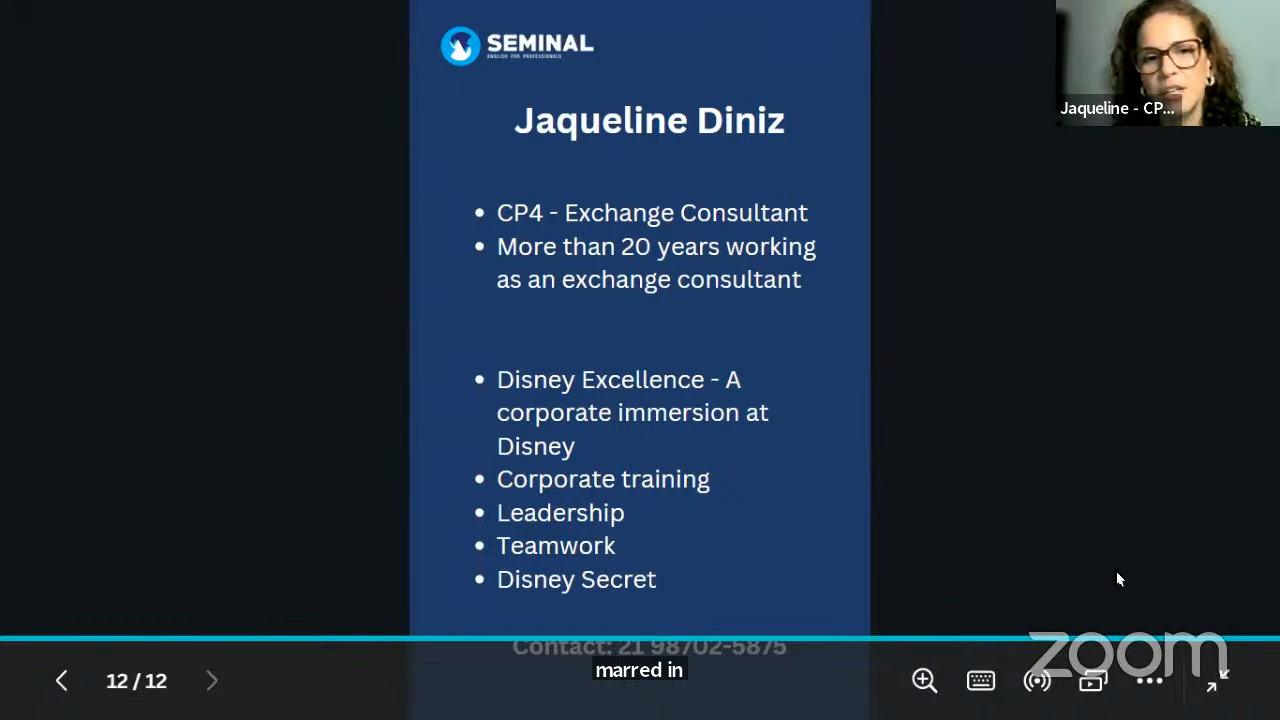 SEMINAL
ENGLISH FOR PROFESSIONALS
Jaqueline - CP...
Jaqueline Diniz
• CP4 - Exchange Consultant
• More than 20 years working
as an exchange consultant
• Disney Excellence - A
corporate immersion at
Disney
• Corporate training
• Leadership
• Teamwork
• Disney Secret
Contact: 21 98702-5875
marred in
12 / 12
zoom